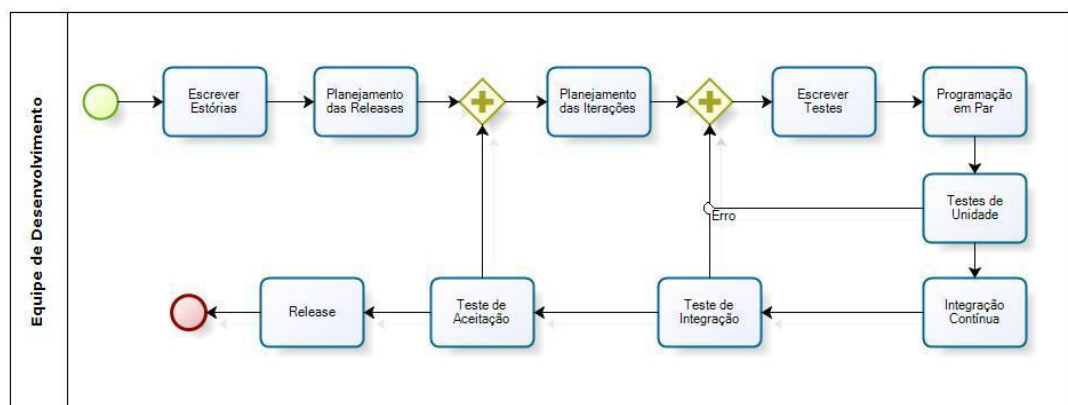 Equipe de Desenvolvimento
Escrever
Estórias
Planejamento
das Releases
Planejamento
das Iterações
Escrever
Testes
Programação
em Par
Testes de
Unidade
Erro
Release
Teste de
Aceitação
Teste de
Integração
Integração
Contínua